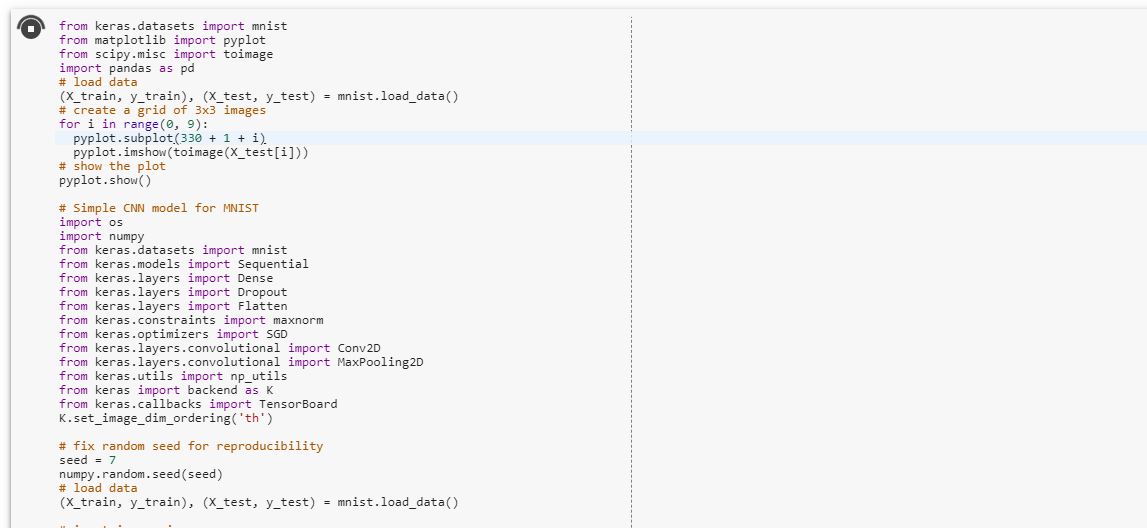 from keras.datasets import mnist
from matplotlib import pyplot
from scipy.misc import toimage
import pandas as pd
# load data
(X_train, y_train), (X_test, y_test) = mnist.load_data()
# create a grid of 3x3 images
for i in range(0, 9):
  pyplot.subplot(330 + 1 + i)
  pyplot.imshow(toimage(X_test[i]))
# show the plot
pyplot.show()

# Simple CNN model for MNIST
import os
import numpy
from keras.datasets import mnist
from keras.models import Sequential
from keras.layers import Dense
from keras.layers import Dropout
from keras.layers import Flatten
from keras.constraints import maxnorm
from keras.optimizers import SGD
from keras.layers.convolutional import Conv2D
from keras.layers.convolutional import MaxPooling2D
from keras.utils import np_utils
from keras import backend as K
from keras.callbacks import TensorBoard
K.set_image_dim_ordering('th')

# fix random seed for reproducibility
seed = 7
numpy.random.seed(seed)
# load data
(X_train, y_train), (X_test, y_test) = mnist.load_data()